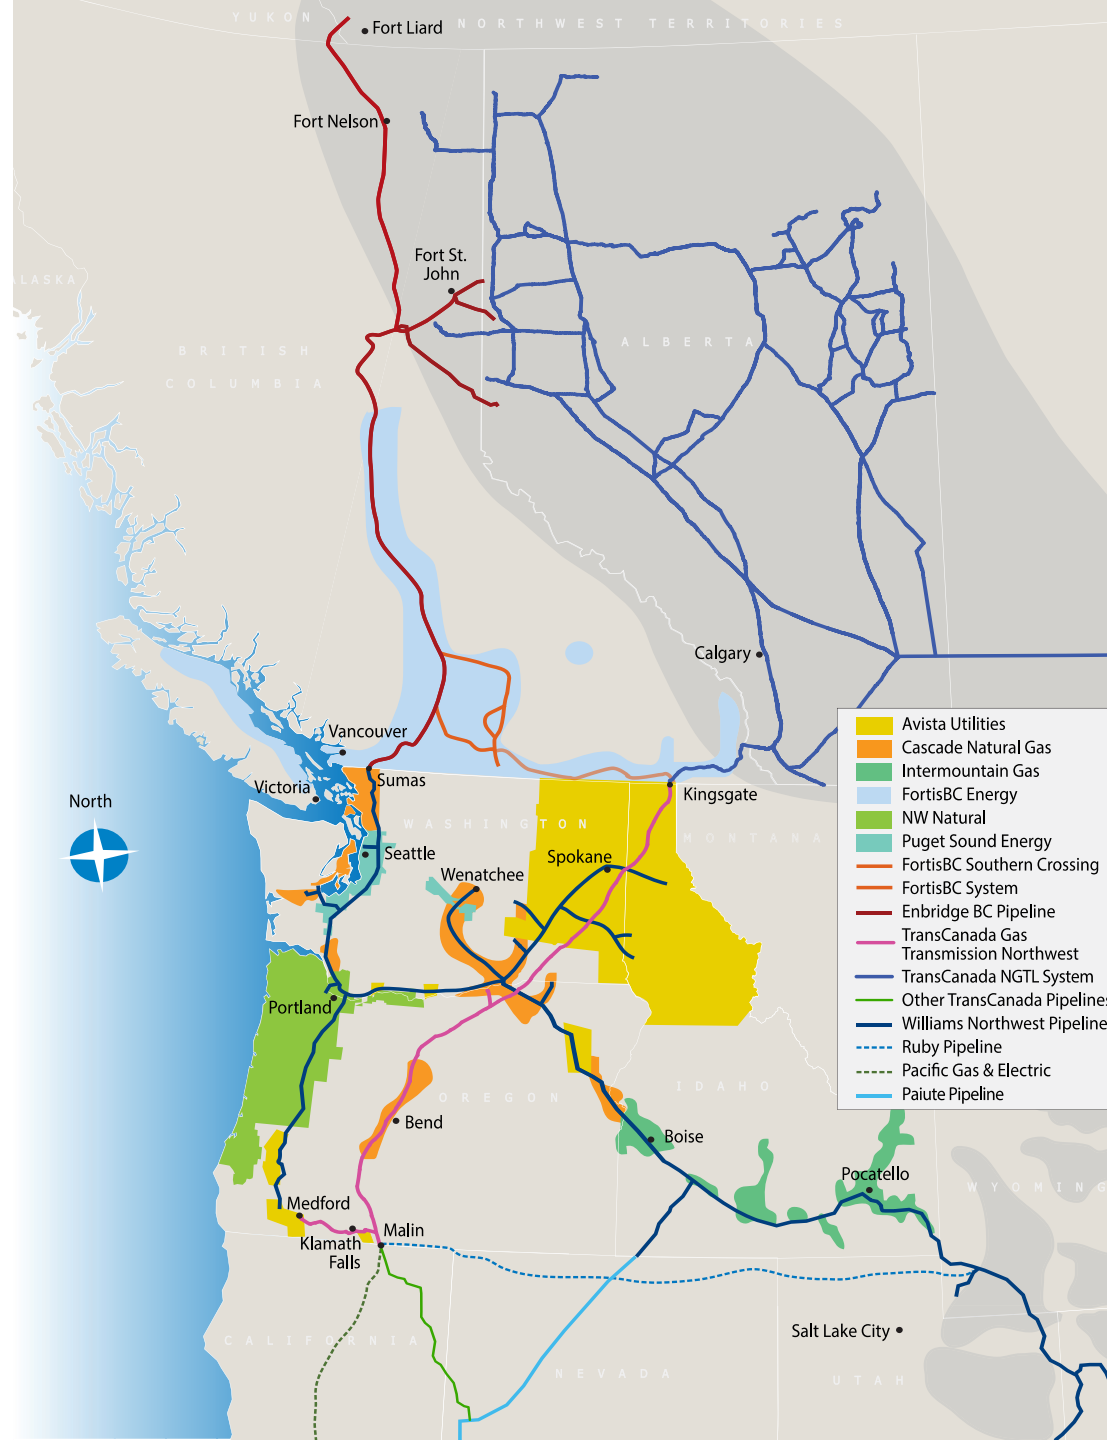 YUKON
NORTHWEST TERRITORIES
Fort Liard
Fort Nelson
Fort St.
John
ALASKA
BRITISH
COLUMBIA
ALBERTA
Calgary
Vancouver
Sumas
Victoria
Kingsgate
North
WASHINGTON
MONTANA
Seattle
Spokane
Wenatchee
Portland
OREGON
IDAHO
Bend
Boise
Pocatello
WYOMING
Medford
Malin
Klamath
Falls
CALIFORNIA
Salt Lake City
NEVADA
UTAH
Avista Utilities
Cascade Natural Gas
Intermountain Gas
FortisBC Energy
NW Natural
Puget Sound Energy
FortisBC Southern Crossing
FortisBC System
Enbridge BC Pipeline
TransCanada Gas
Transmission Northwest
TransCanada NGTL System
Other TransCanada Pipelines
Williams Northwest Pipeline
Ruby Pipeline
Pacific Gas & Electric
Paiute Pipeline